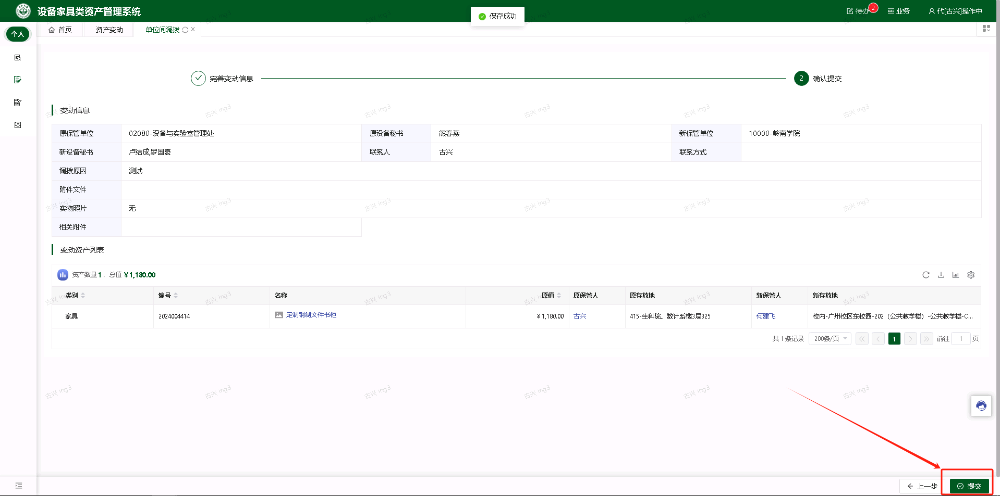 设备家具类资产管理系统
保存成功
待办 2
业务
代[古兴]操作中
个人
首页
资产变动
单位间调拨
完善变动信息
2 确认提交
变动信息
原保管单位 02080-设备与实验室管理处 原设备秘书 熊春燕 新保管单位 10000-岭南学院
新设备秘书 卢结成,罗国豪 联系人 古兴 联系方式
调拨原因 测试
附件文件
实物照片 无
相关附件
变动资产列表
资产数量1，总值 ¥1,180.00
类别 编号 名称 原值 原保管人 原存放地 新保管人 新存放地
家具 2024004414 定制钢制文件书柜 ¥1,180.00 古兴 415-生科院、数计系楼3层325 何建飞 校内-广州校区东校园-202（公共教学楼）-公共教学楼-C...
共1条记录 200条/页 1 前往 1 页
古兴 ing3
上一步
提交